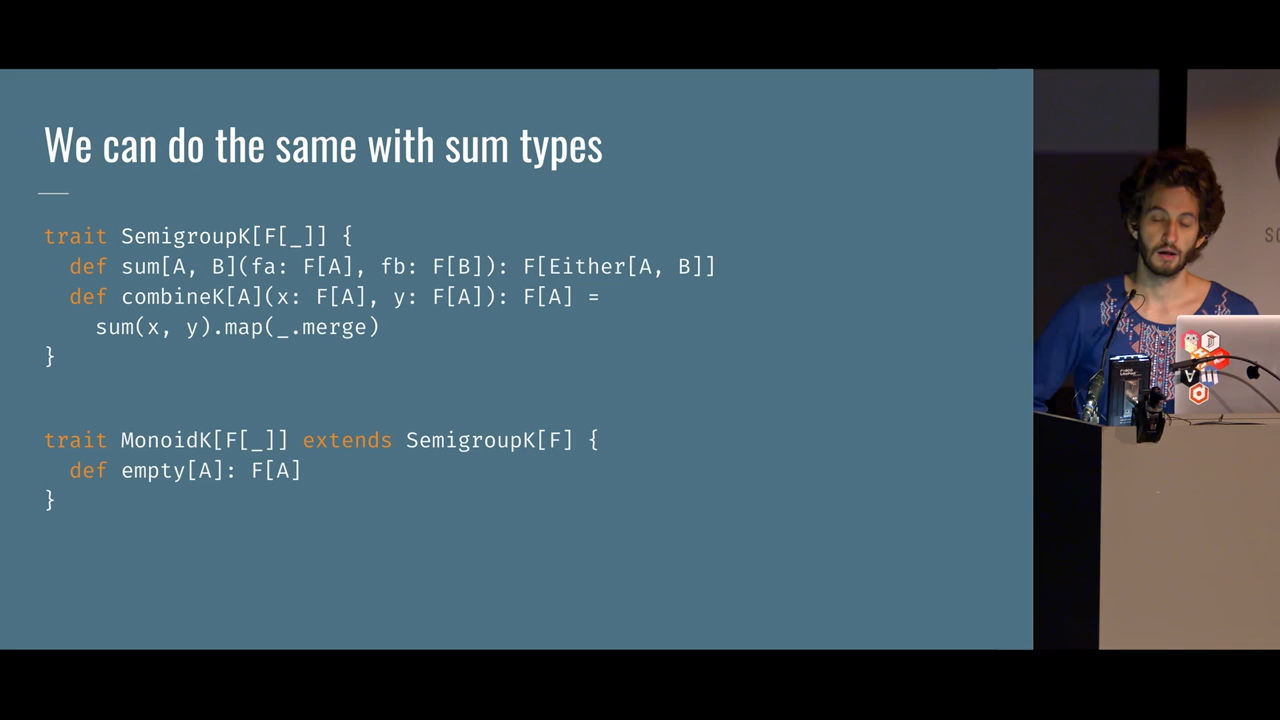 We can do the same with sum types
trait SemigroupK[F[_]] {
  def sum[A, B](fa: F[A], fb: F[B]): F[Either[A, B]]
  def combineK[A](x: F[A], y: F[A]): F[A] =
    sum(x, y).map(_.merge)
}
trait MonoidK[F[_]] extends SemigroupK[F] {
  def empty[A]: F[A]
}